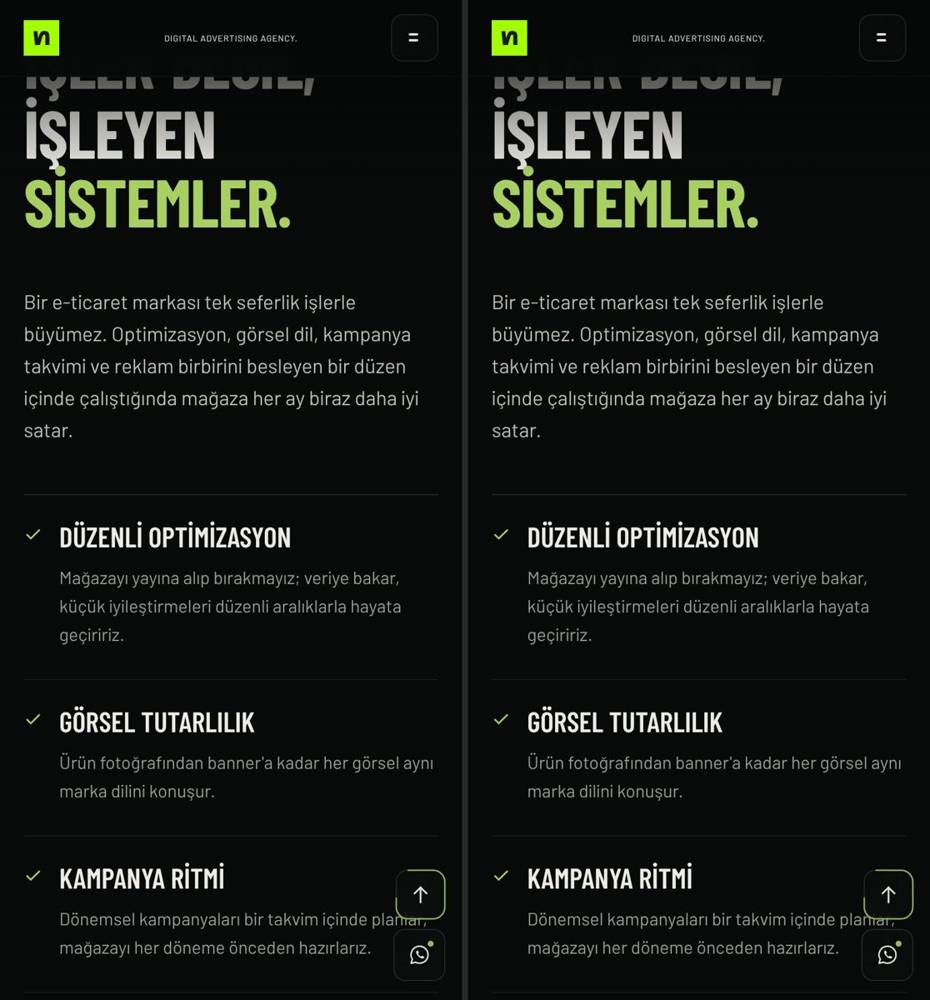 n
DIGITAL ADVERTISING AGENCY.
İŞLER DEĞİL,
İŞLEYEN
SİSTEMLER.
Bir e-ticaret markası tek seferlik işlerle
büyümez. Optimizasyon, görsel dil, kampanya
takvimi ve reklam birbirini besleyen bir düzen
içinde çalıştığında mağaza her ay biraz daha iyi
satar.
DÜZENLİ OPTİMİZASYON
Mağazayı yayına alıp bırakmayız; veriye bakar,
küçük iyileştirmeleri düzenli aralıklarla hayata
geçiririz.
GÖRSEL TUTARLILIK
Ürün fotoğrafından banner'a kadar her görsel aynı
marka dilini konuşur.
KAMPANYA RİTMİ
Dönemsel kampanyaları bir takvim içinde planlar,
mağazayı her döneme önceden hazırlarız.
n
DIGITAL ADVERTISING AGENCY.
İŞLER DEĞİL,
İŞLEYEN
SİSTEMLER.
Bir e-ticaret markası tek seferlik işlerle
büyümez. Optimizasyon, görsel dil, kampanya
takvimi ve reklam birbirini besleyen bir düzen
içinde çalıştığında mağaza her ay biraz daha iyi
satar.
DÜZENLİ OPTİMİZASYON
Mağazayı yayına alıp bırakmayız; veriye bakar,
küçük iyileştirmeleri düzenli aralıklarla hayata
geçiririz.
GÖRSEL TUTARLILIK
Ürün fotoğrafından banner'a kadar her görsel aynı
marka dilini konuşur.
KAMPANYA RİTMİ
Dönemsel kampanyaları bir takvim içinde planlar,
mağazayı her döneme önceden hazırlarız.